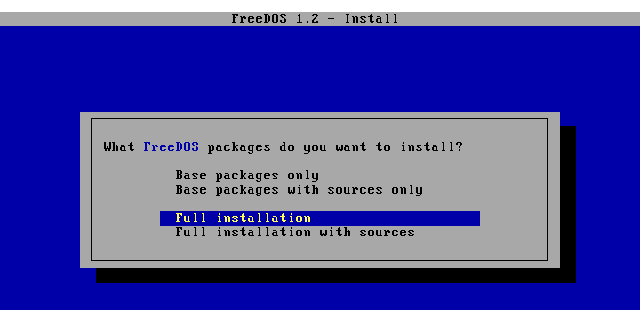 FreeDOS 1.2 - Install
What FreeDOS packages do you want to install?
Base packages only
Base packages with sources only
Full installation
Full installation with sources